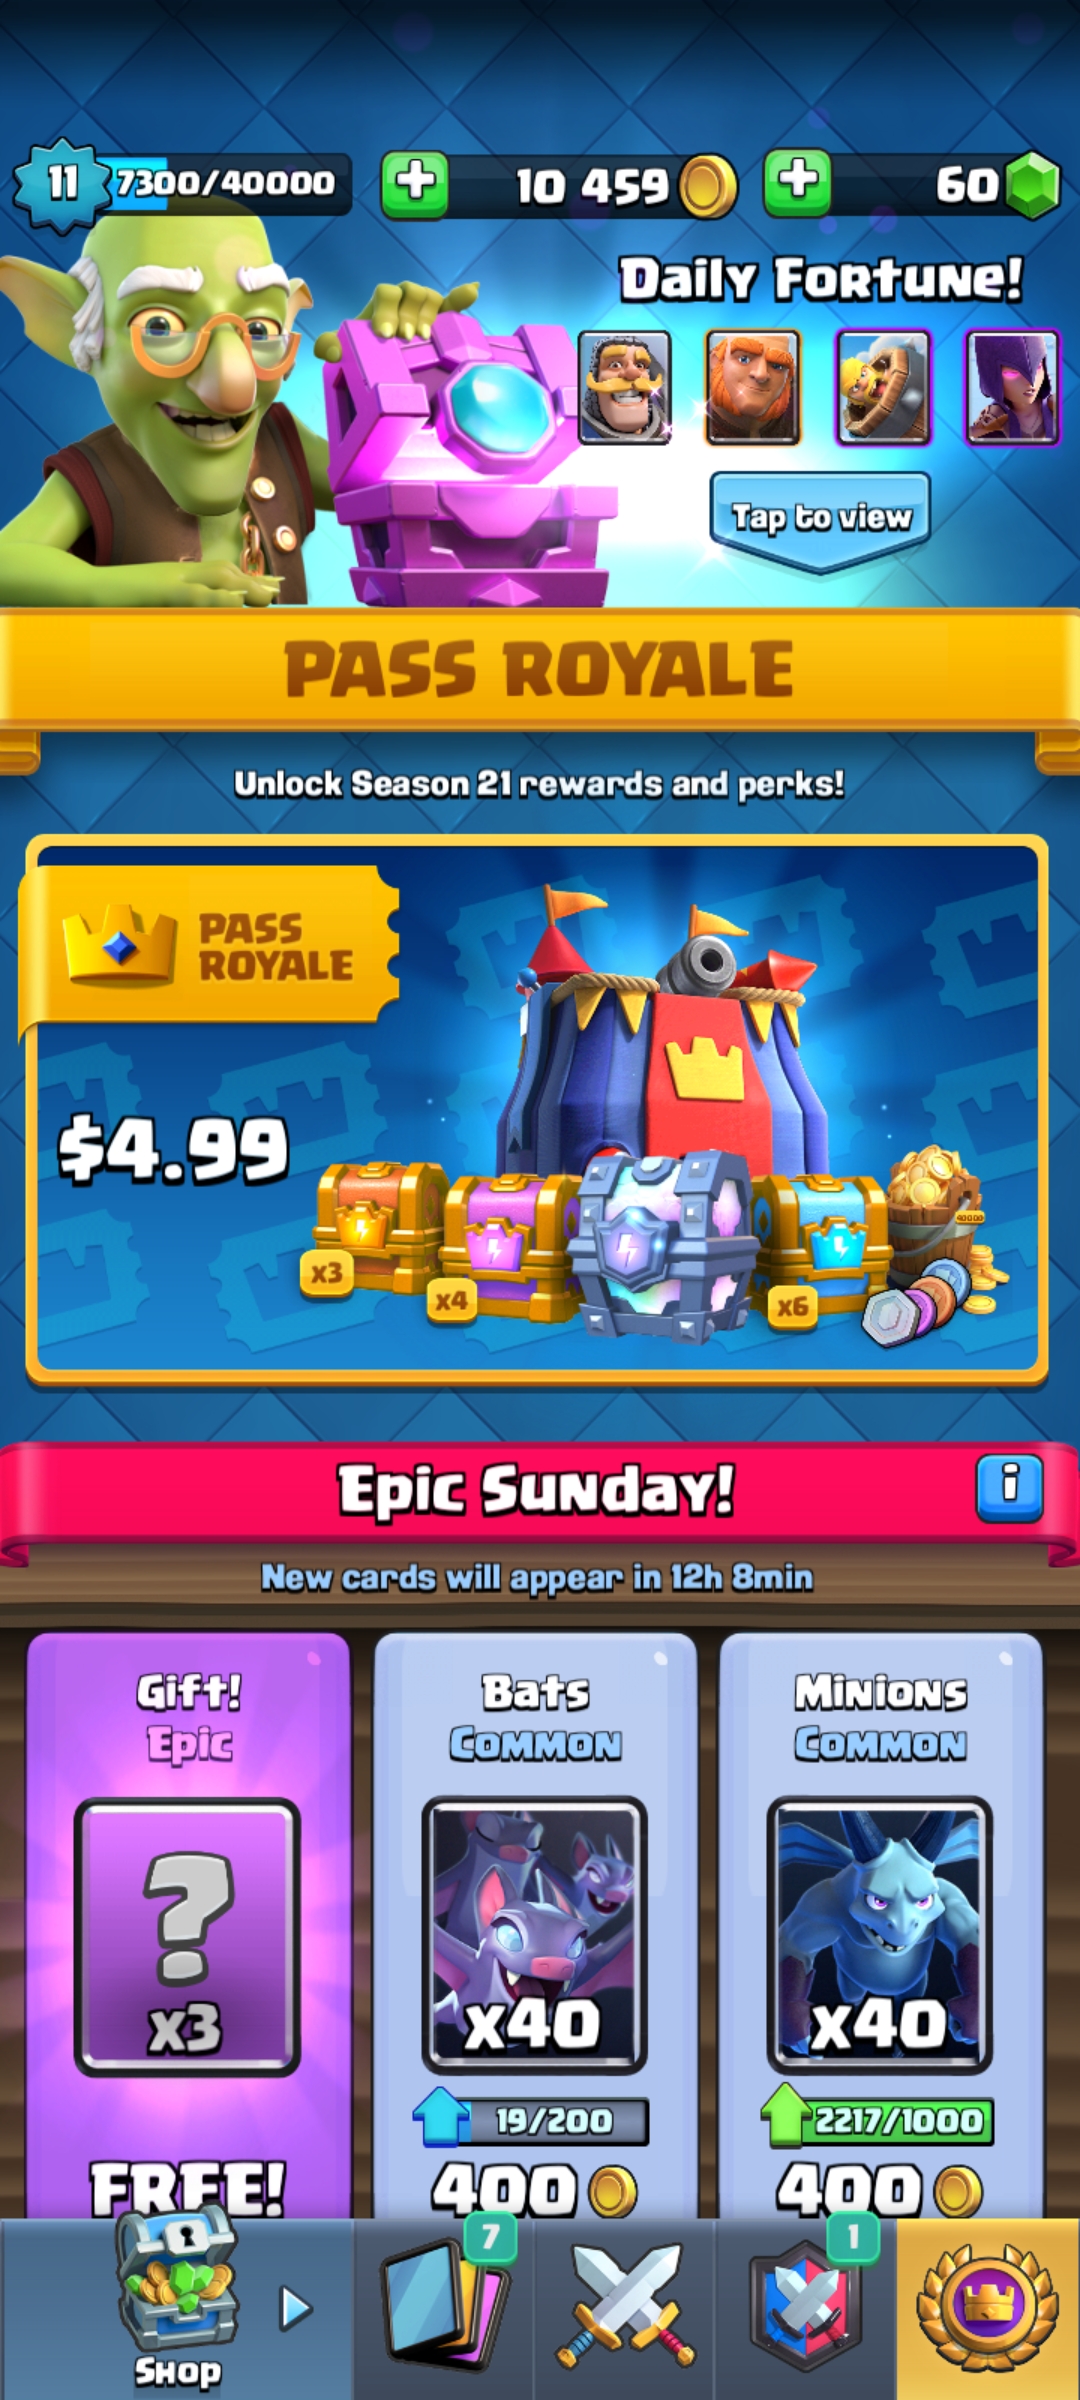 11
7300/40000
10 459
60
Daily Fortune!
Tap to view
PASS ROYALE
Unlock Season 21 rewards and perks!
PASS
ROYALE
$4.99
40000
x3
x4
x6
Epic Sunday!
i
New cards will appear in 12h 8min
Gift!
Epic
?
x3
FREE!
Bats
Common
x40
19/200
400
Minions
Common
x40
2217/1000
400
Shop
7
1